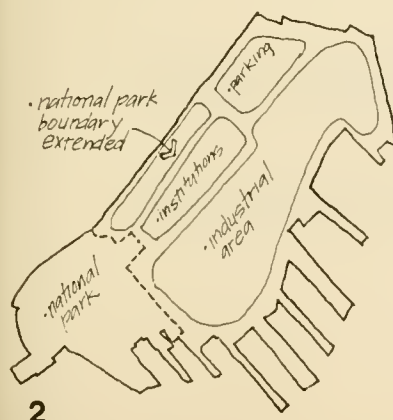 ·parking
·national park
boundary
extended
·institutions
·industrial
area
·national
park
2